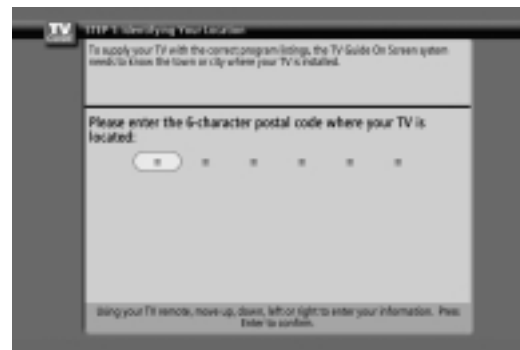 TV
STEP 1: Identifying Your Location
To supply your TV with the correct program listings, the TV Guide On Screen system
needs to know the town or city where your TV is installed.
Please enter the 6-character postal code where your TV is
located:
Using your TV remote, move up, down, left or right to enter your information. Press
Enter to confirm.